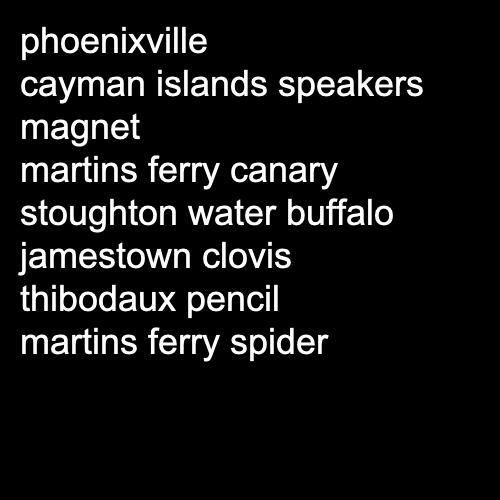 phoenixville
cayman islands speakers
magnet
martins ferry canary
stoughton water buffalo
jamestown clovis
thibodaux pencil
martins ferry spider